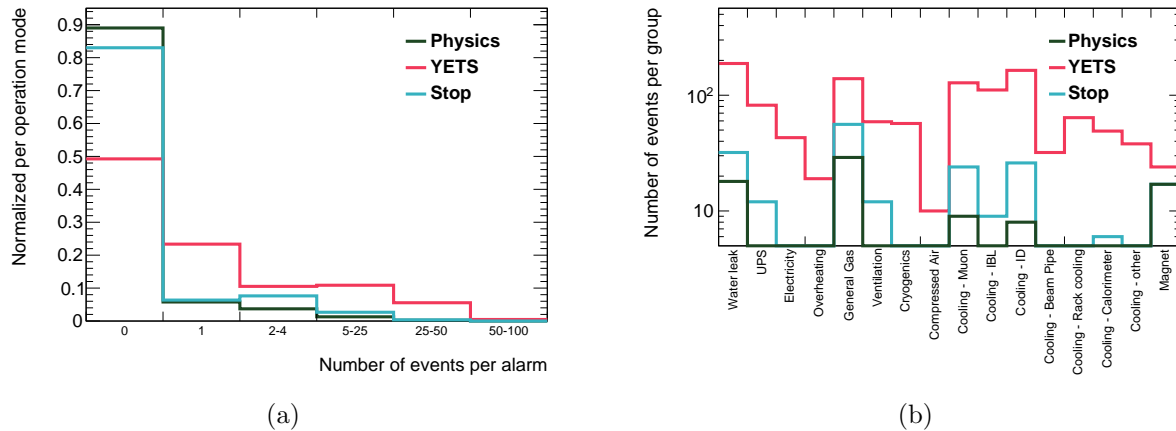 Normalized per operation mode
0.9
0.8
0.7
0.6
0.5
0.4
0.3
0.2
0.1
0
0
1
2-4
5-25
25-50
50-100
Number of events per alarm
Physics
YETS
Stop
(a)
Number of events per group
10²
10
Physics
YETS
Stop
Water leak
UPS
Electricity
Overheating
General Gas
Ventilation
Cryogenics
Compressed Air
Cooling - Muon
Cooling - IBL
Cooling - ID
Cooling - Beam Pipe
Cooling - Rack cooling
Cooling - Calorimeter
Cooling - other
Magnet
(b)